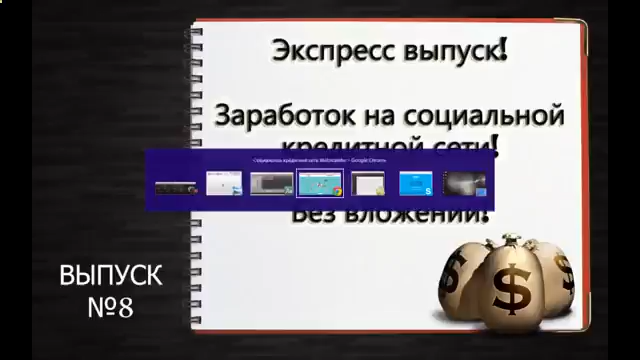 Экспресс выпуск!
Заработок на социальной
кредитной сети!
Без вложений!
ВЫПУСК
№8
$
$
$